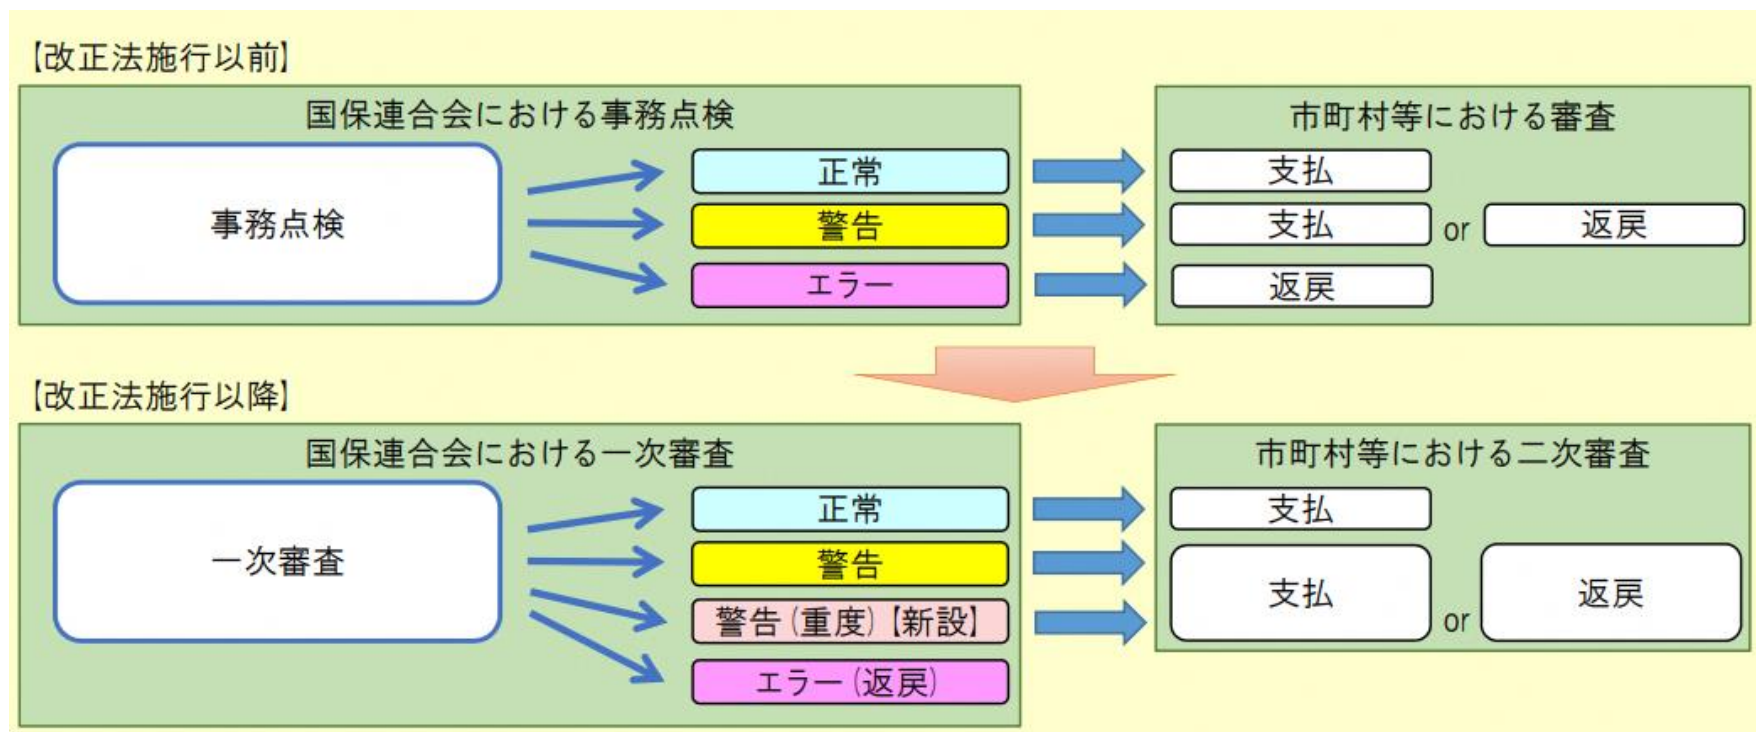 【改正法施行以前】
国保連合会における事務点検
事務点検
正常
警告
エラー
市町村等における審査
支払
支払 or 返戻
返戻
【改正法施行以降】
国保連合会における一次審査
一次審査
正常
警告
警告(重度)【新設】
エラー(返戻)
市町村等における二次審査
支払
支払 or 返戻